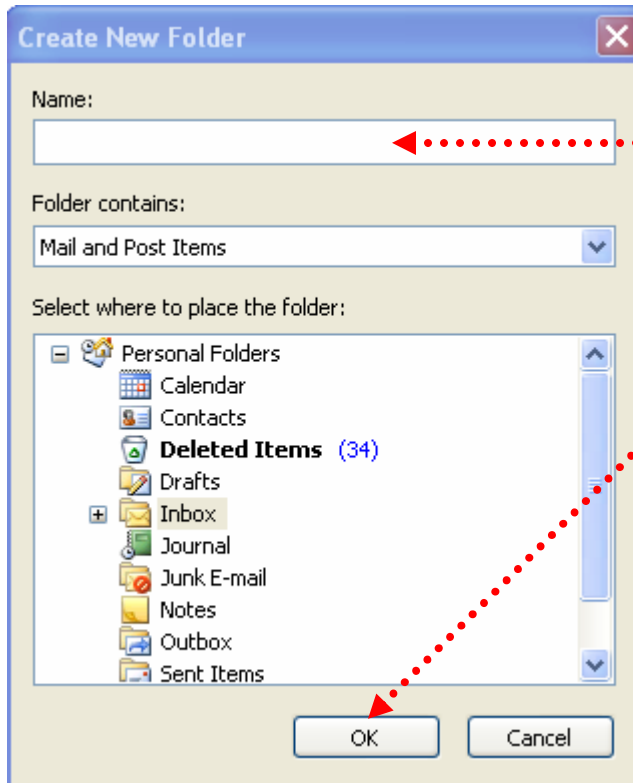 Create New Folder
Name:
Folder contains:
Mail and Post Items
Select where to place the folder:
Personal Folders
Calendar
Contacts
Deleted Items (34)
Drafts
Inbox
Journal
Junk E-mail
Notes
Outbox
Sent Items
OK Cancel